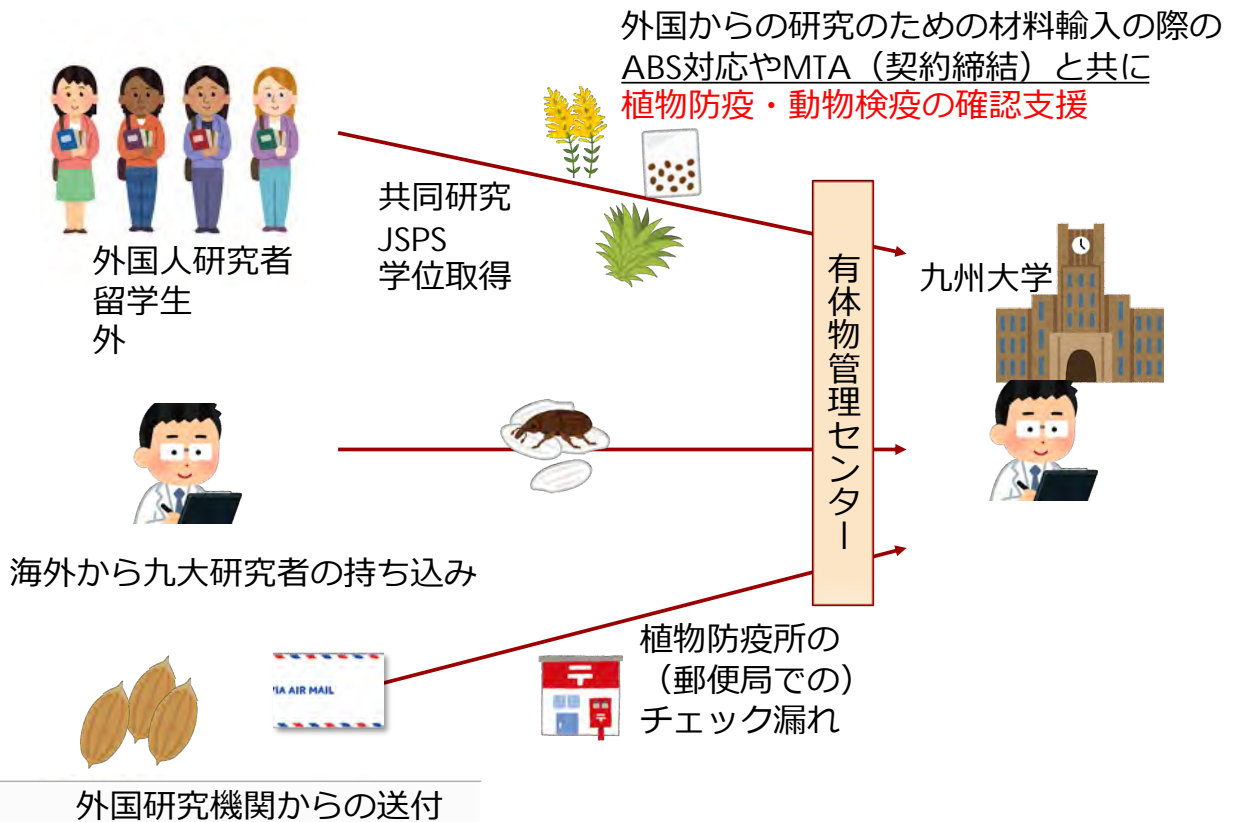 外国からの研究のための材料輸入の際の
ABS対応やMTA（契約締結）と共に
植物防疫・動物検疫の確認支援
共同研究
JSPS
学位取得
外国人研究者
留学生
外
有体物管理センター
九州大学
海外から九大研究者の持ち込み
VIA AIR MAIL
植物防疫所の
（郵便局での）
チェック漏れ
外国研究機関からの送付